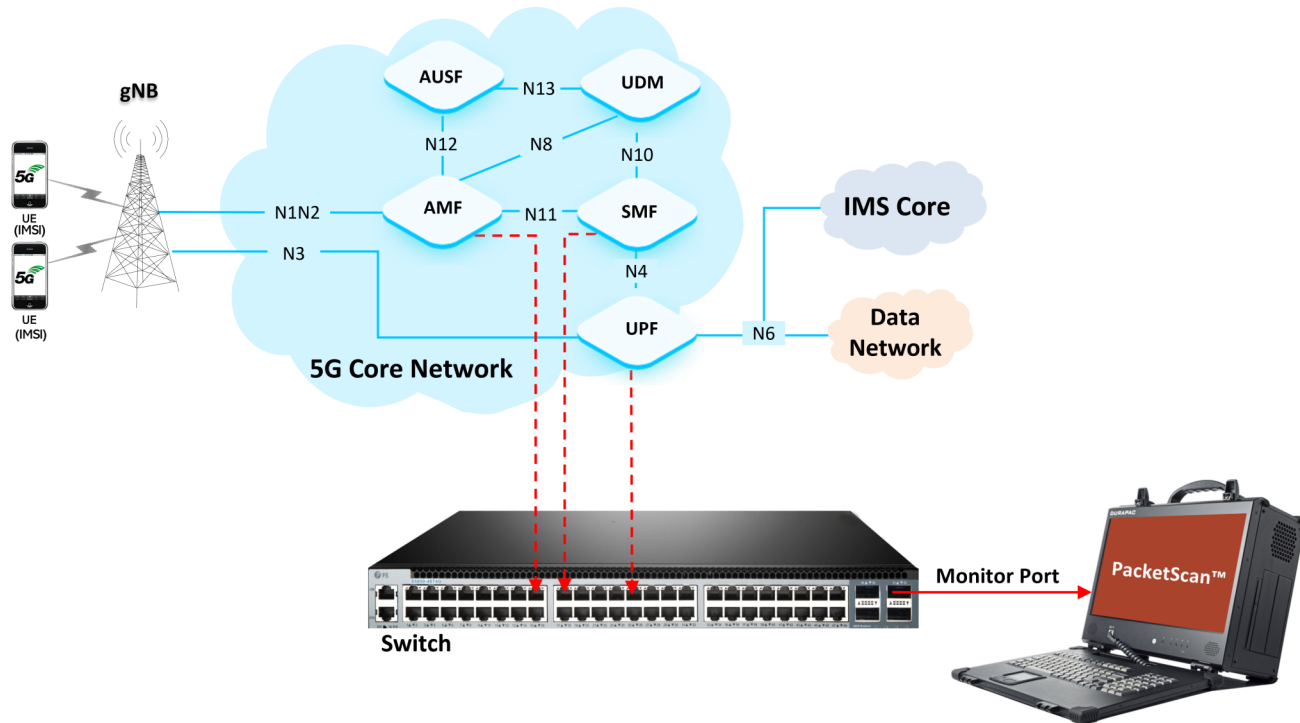 gNB
5G
UE
(IMSI)
5G
UE
(IMSI)
AUSF
N13
UDM
N12
N8
N10
N1N2
AMF
N11
SMF
N3
N4
UPF
N6
5G Core Network
IMS Core
Data
Network
FS
Switch
Monitor Port
DURAPAC
PacketScan™